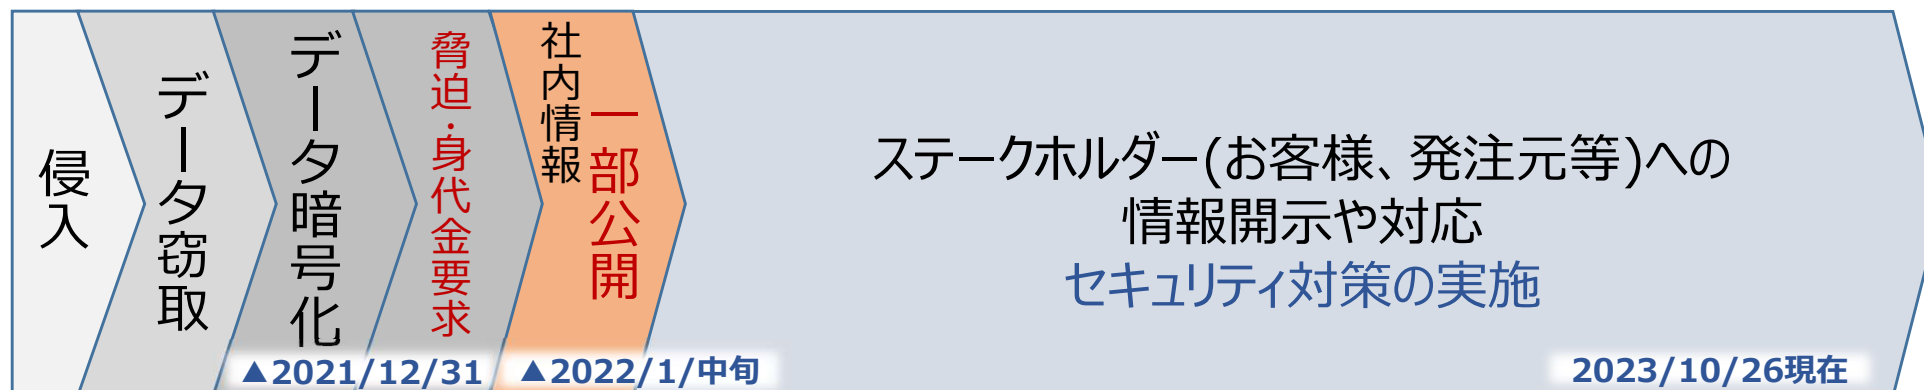 侵入
データ窃取
データ暗号化
脅迫・身代金要求
社内情報
一部公開
ステークホルダー(お客様、発注元等)への
情報開示や対応
セキュリティ対策の実施
▲2021/12/31
▲2022/1/中旬
2023/10/26現在